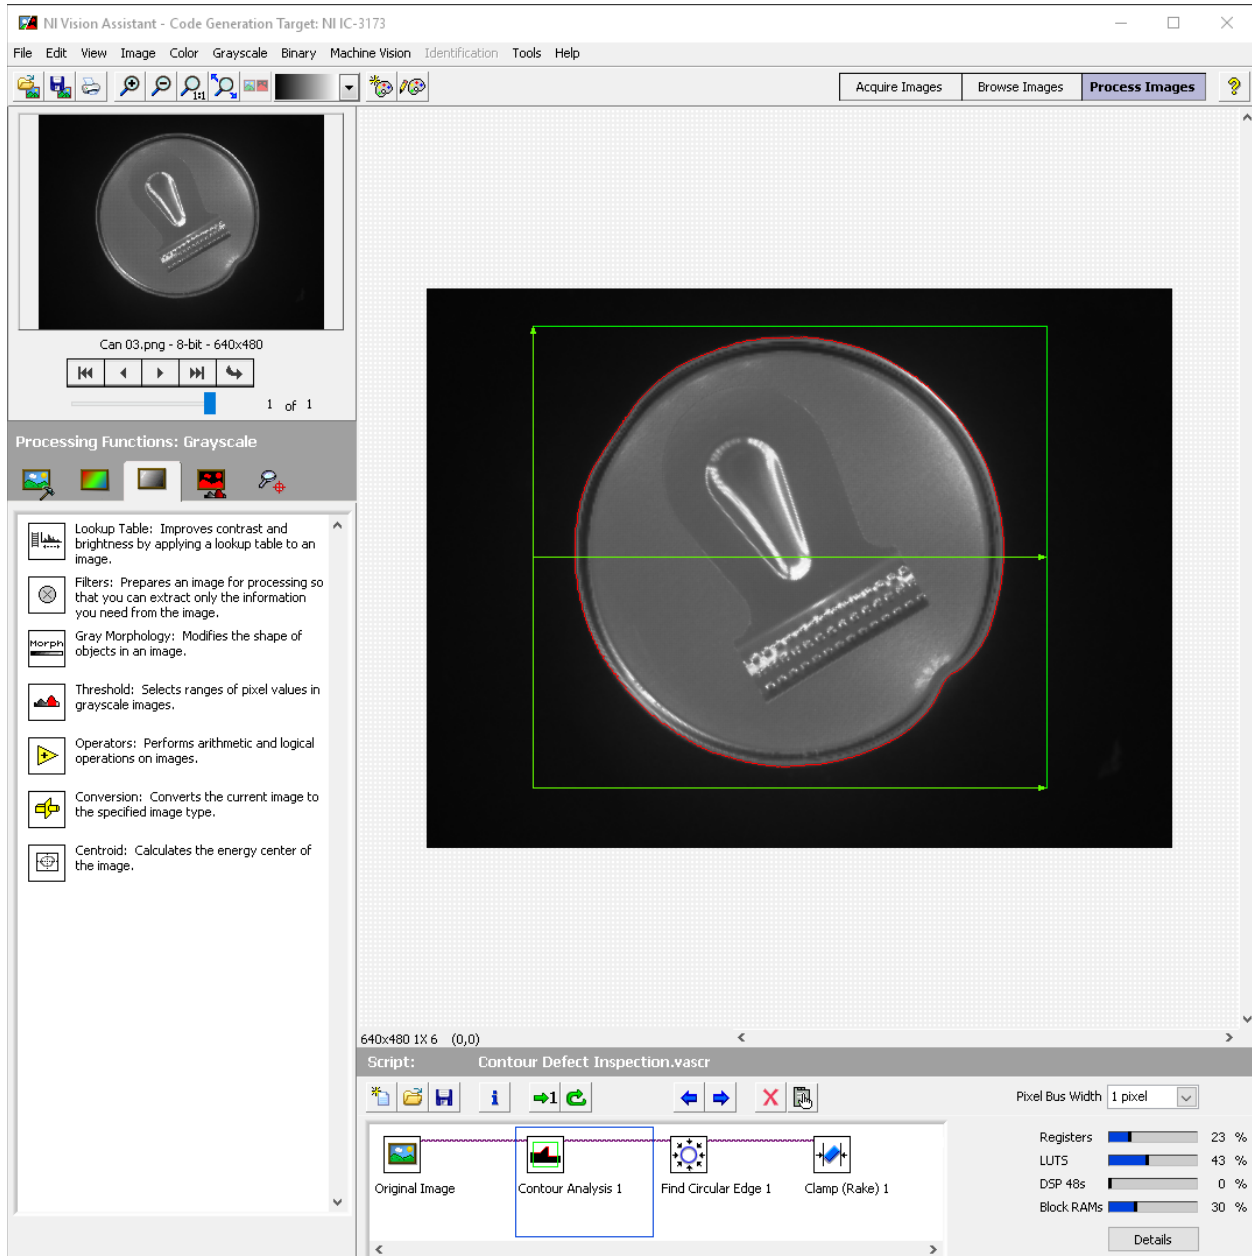 NI Vision Assistant - Code Generation Target: NI IC-3173
File Edit View Image Color Grayscale Binary Machine Vision Identification Tools Help
1:1
Acquire Images Browse Images Process Images
Can 03.png - 8-bit - 640x480
1 of 1
Processing Functions: Grayscale
Lookup Table: Improves contrast and
brightness by applying a lookup table to an
image.
Filters: Prepares an image for processing so
that you can extract only the information
you need from the image.
Morph
Gray Morphology: Modifies the shape of
objects in an image.
Threshold: Selects ranges of pixel values in
grayscale images.
Operators: Performs arithmetic and logical
operations on images.
Conversion: Converts the current image to
the specified image type.
Centroid: Calculates the energy center of
the image.
640x480 1X 6 (0,0)
Script: Contour Defect Inspection.vascr
1
Pixel Bus Width 1 pixel
Original Image
Contour Analysis 1
Find Circular Edge 1
Clamp (Rake) 1
Registers 23 %
LUTS 43 %
DSP 48s 0 %
Block RAMs 30 %
Details